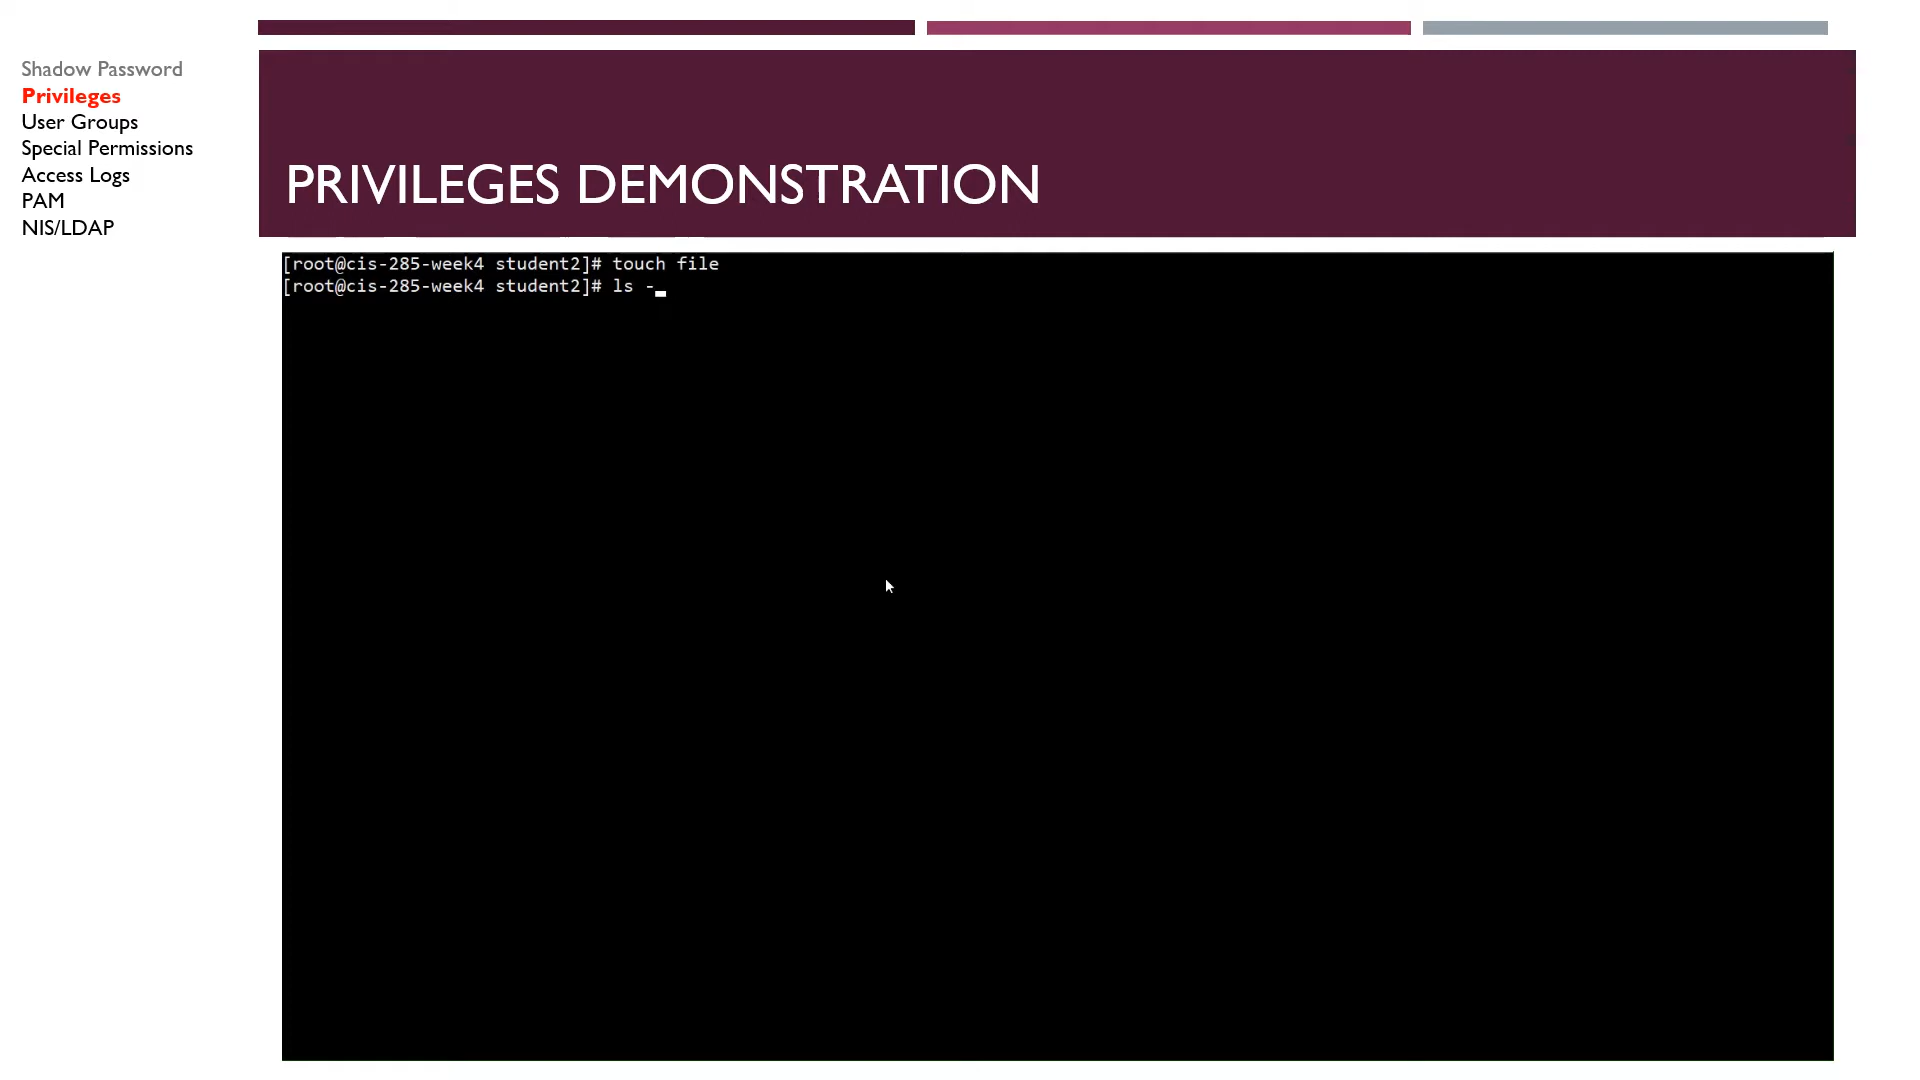 Shadow Password
Privileges
User Groups
Special Permissions
Access Logs
PAM
NIS/LDAP
PRIVILEGES DEMONSTRATION
[root@cis-285-week4 student2]# touch file
[root@cis-285-week4 student2]# ls -